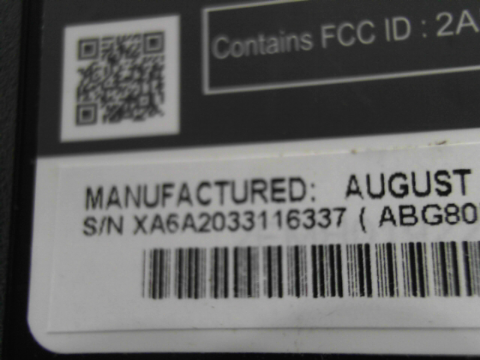 Contains FCC ID : 2A
MANUFACTURED: AUGUST
S/N XA6A2033116337 ( ABG80